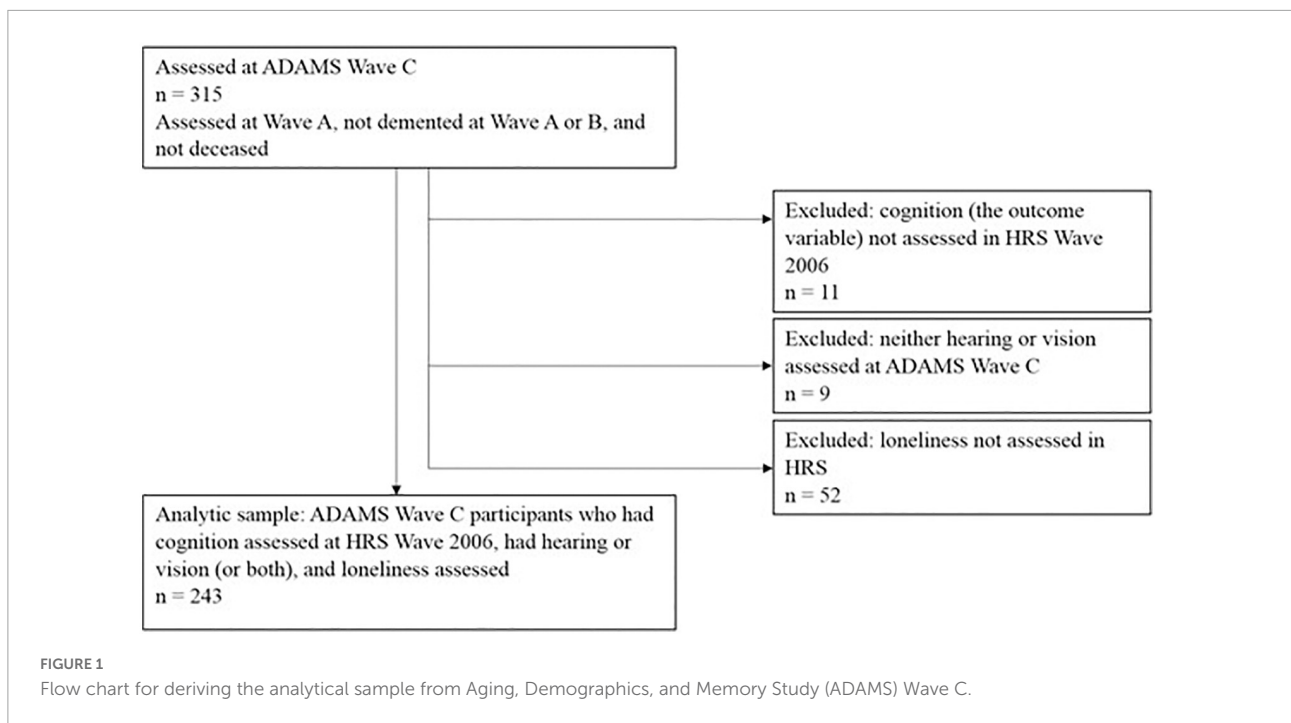 Assessed at ADAMS Wave C
n = 315
Assessed at Wave A, not demented at Wave A or B, and
not deceased
Excluded: cognition (the outcome
variable) not assessed in HRS Wave
2006
n = 11
Excluded: neither hearing or vision
assessed at ADAMS Wave C
n = 9
Excluded: loneliness not assessed in
HRS
n = 52
Analytic sample: ADAMS Wave C participants who had
cognition assessed at HRS Wave 2006, had hearing or
vision (or both), and loneliness assessed
n = 243
FIGURE 1
Flow chart for deriving the analytical sample from Aging, Demographics, and Memory Study (ADAMS) Wave C.